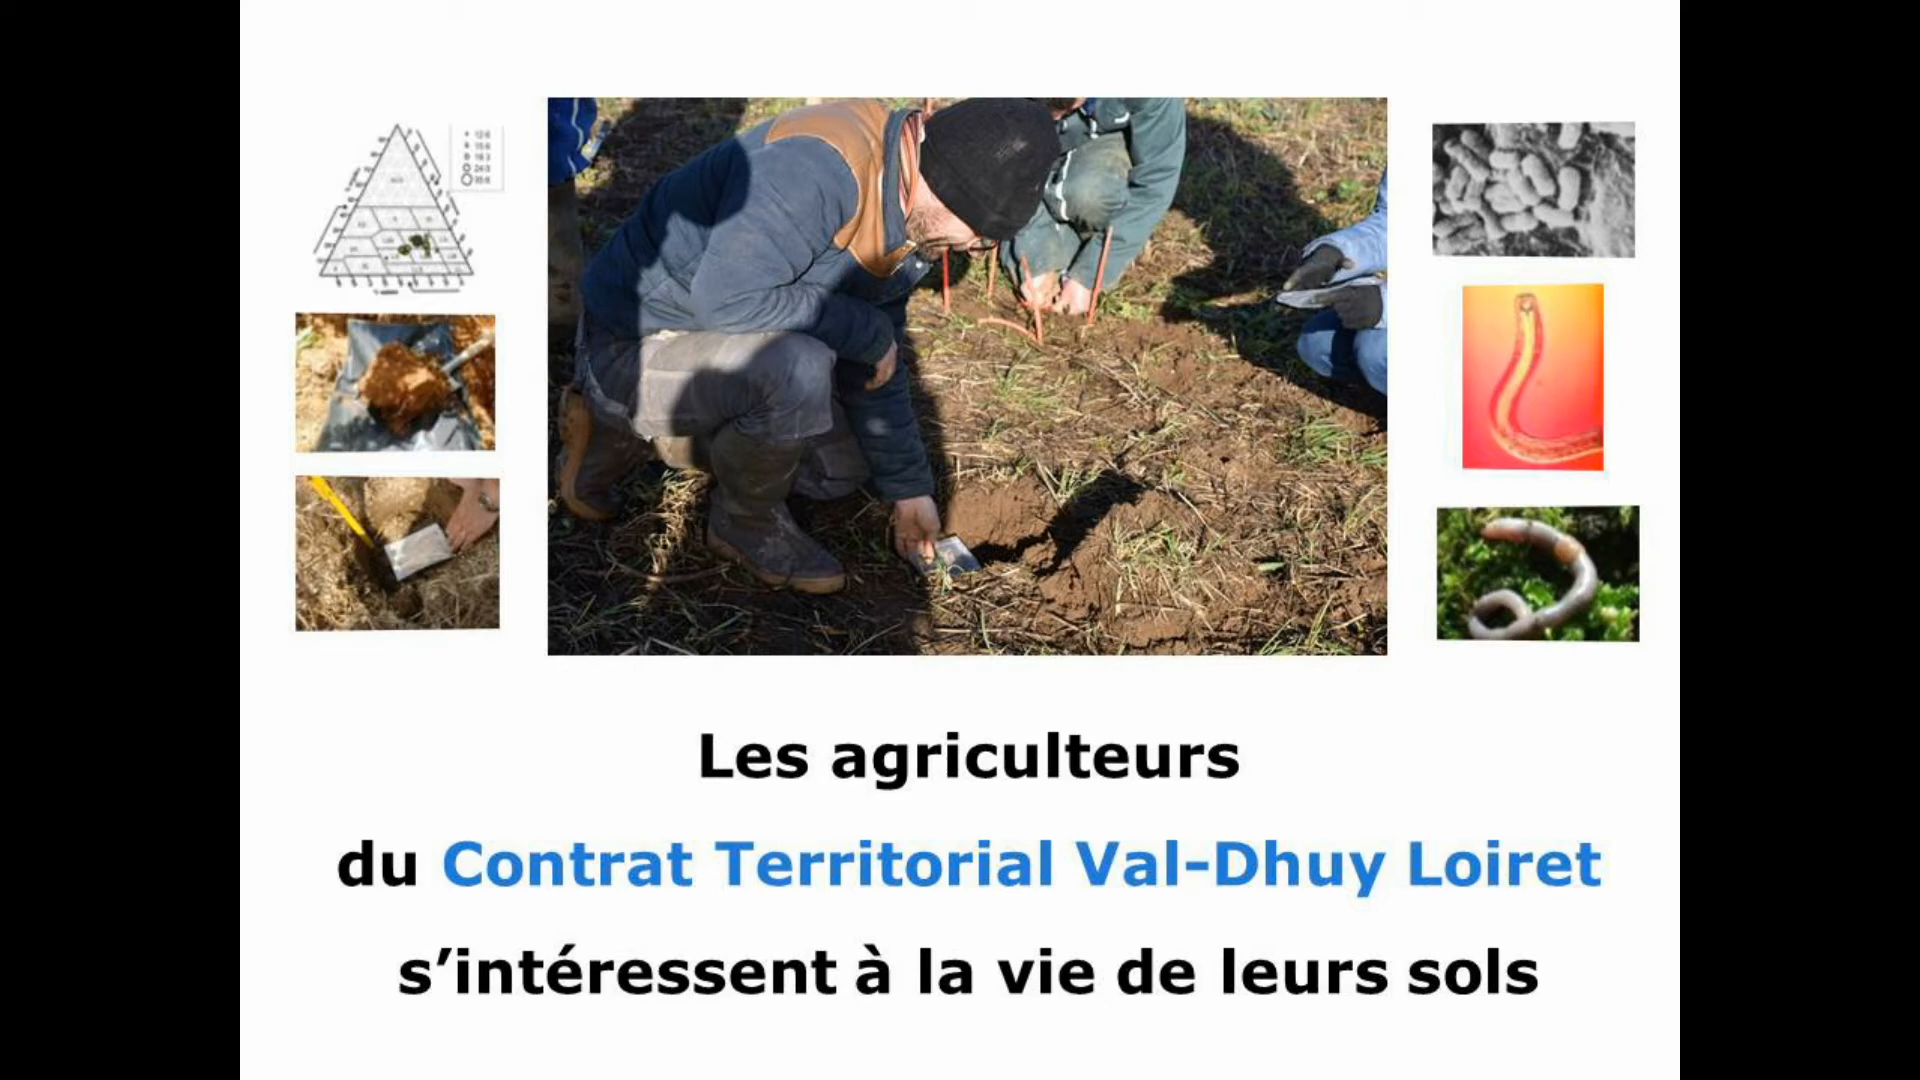 Les agriculteurs
du Contrat Territorial Val-Dhuy Loiret
s’intéressent à la vie de leurs sols